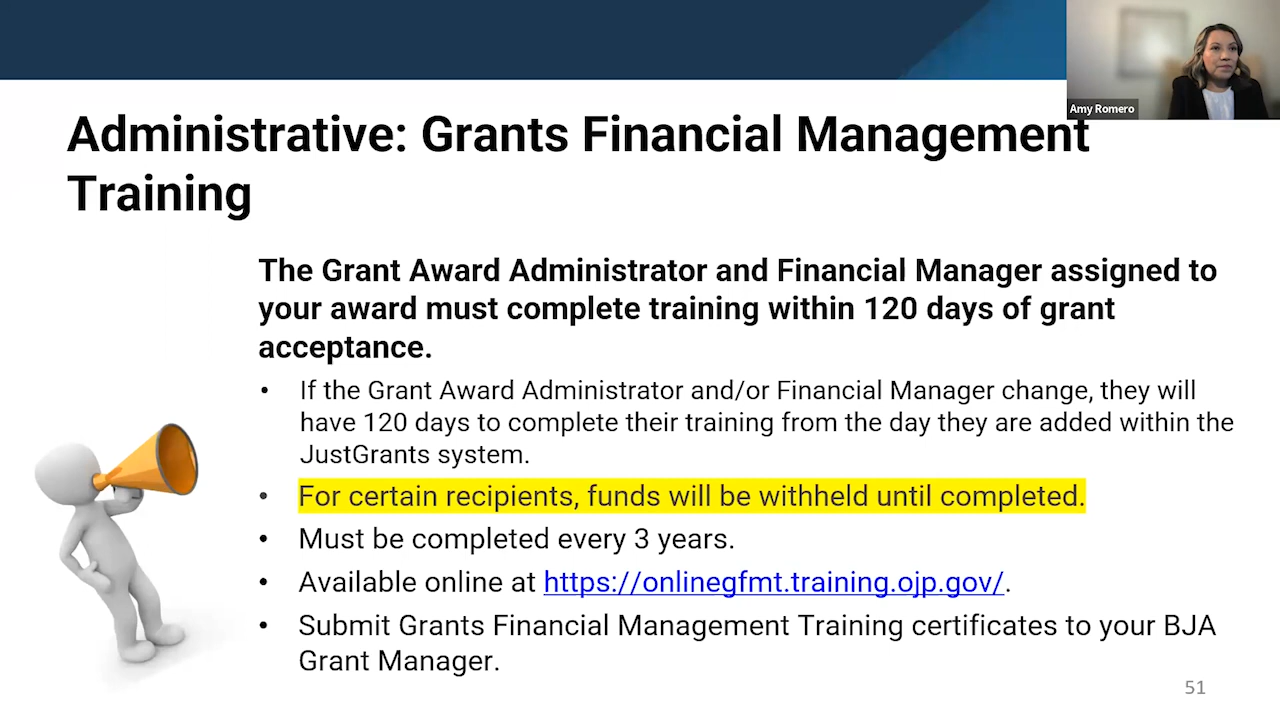 Amy Romero
Administrative: Grants Financial Management
Training
The Grant Award Administrator and Financial Manager assigned to
your award must complete training within 120 days of grant
acceptance.
• If the Grant Award Administrator and/or Financial Manager change, they will
have 120 days to complete their training from the day they are added within the
JustGrants system.
• For certain recipients, funds will be withheld until completed.
• Must be completed every 3 years.
• Available online at https://onlinegfmt.training.ojp.gov/.
• Submit Grants Financial Management Training certificates to your BJA
Grant Manager.
51